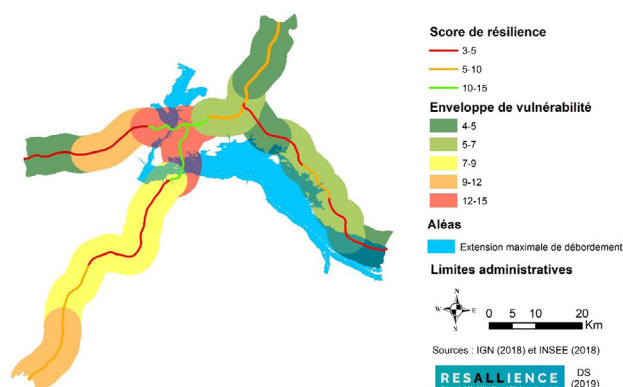 Score de résilience
3-5
5-10
10-15
Enveloppe de vulnérabilité
4-5
5-7
7-9
9-12
12-15
Aléas
Extension maximale de débordement
Limites administratives
N
W E
S
0 5 10 20
Km
Sources : IGN (2018) et INSEE (2018)
RESALLIENCE
DS
(2019)